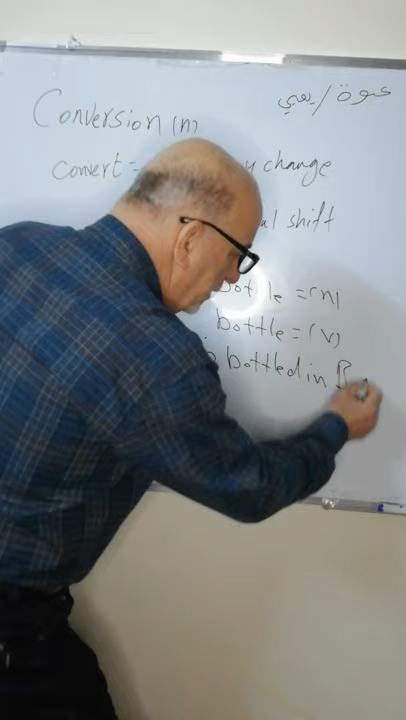 عبوة / يعبي
Conversion (n)
convert = change
shift
bottle = (n)
bottle = (v)
bottled in B